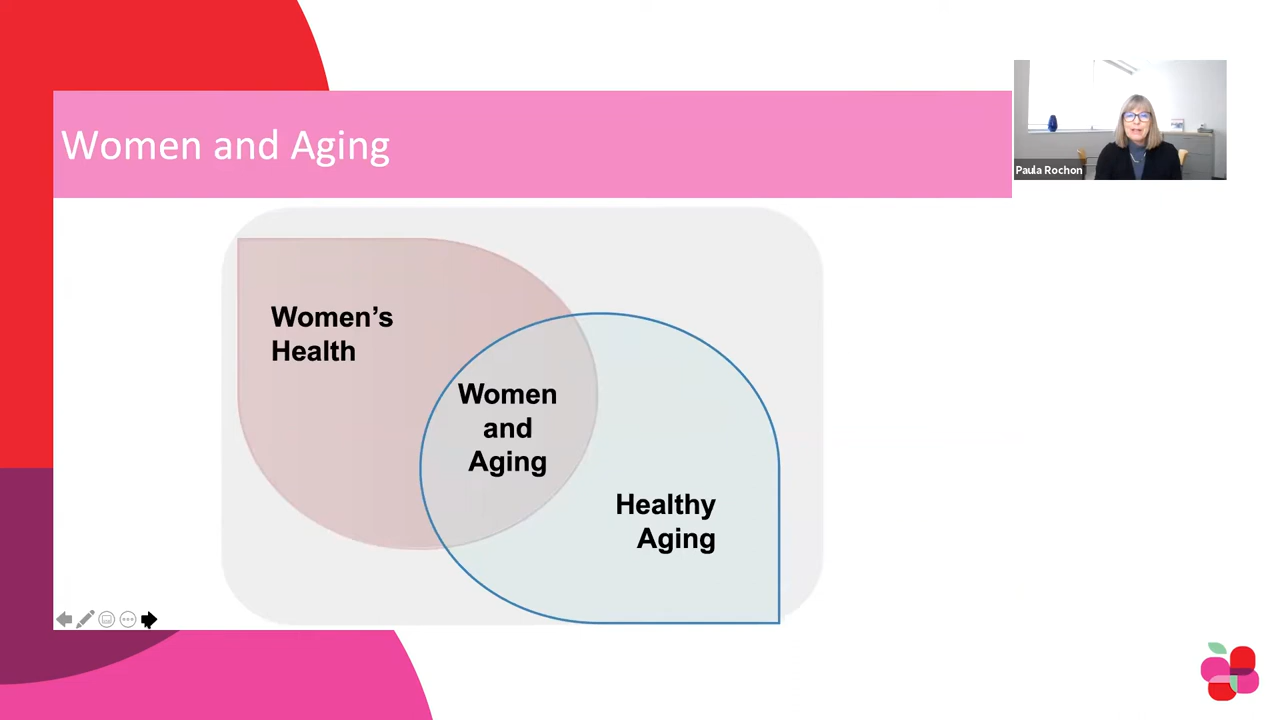 Women and Aging
Paula Rochon
Women’s
Health
Women
and
Aging
Healthy
Aging